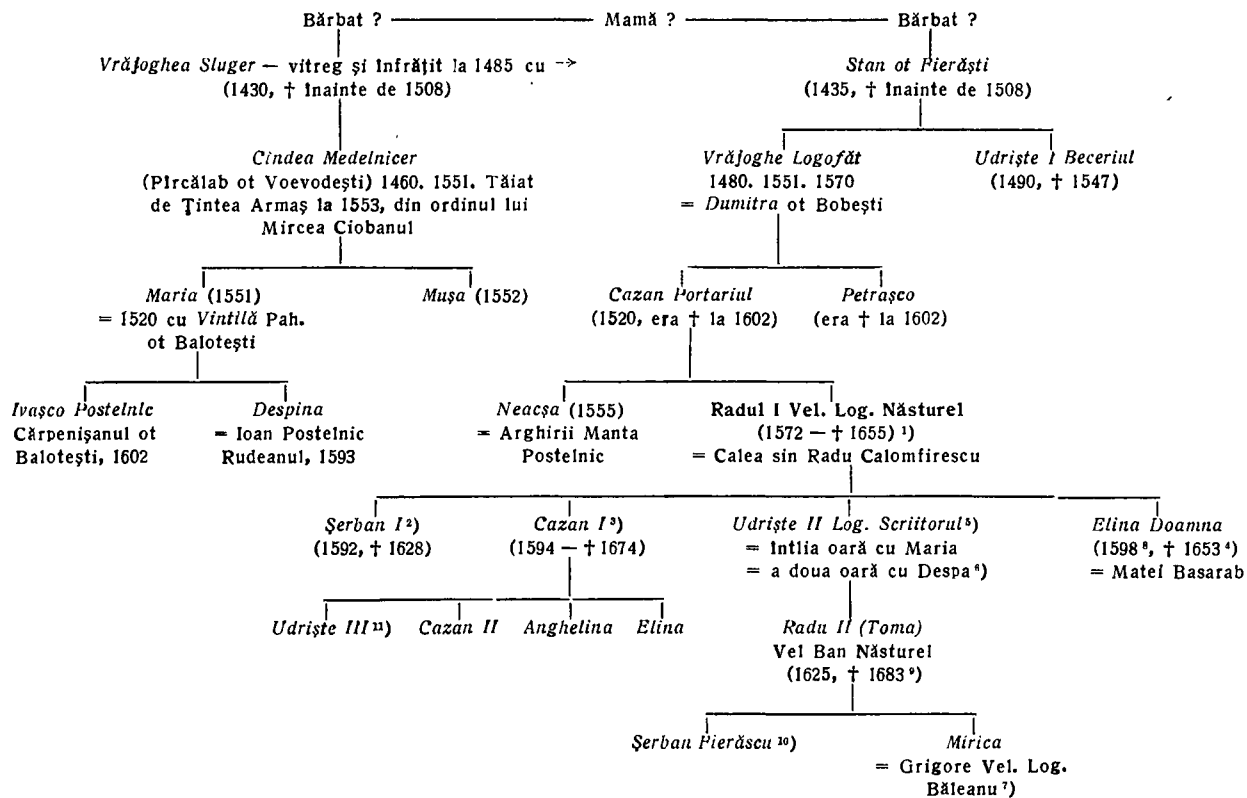 Bărbat ? Mamă ? Bărbat ?
Vrăjoghea Sluger — vitreg şi înfrăţit la 1485 cu →
(1430, † înainte de 1508)
Stan ot Fierăşti
(1435, † înainte de 1508)
Cîndea Medelnicer
(Pîrcălab ot Voevodeşti) 1460. 1551. Tăiat
de Ţintea Armaş la 1553, din ordinul lui
Mircea Ciobanul
Vrăjoghe Logofăt
1480. 1551. 1570
= Dumitra ot Bobeşti
Udrişte I Beceriul
(1490, † 1547)
Maria (1551)
= 1520 cu Vintilă Pah.
ot Baloteşti
Muşa (1552)
Cazan Portariul
(1520, era † la 1602)
Petraşco
(era † la 1602)
Ivaşco Postelnic
Cărpenişanul ot
Baloteşti, 1602
Despina
= Ioan Postelnic
Rudeanul, 1593
Neacşa (1555)
= Arghirii Manta
Postelnic
Radul I Vel. Log. Năsturel
(1572 — † 1655) ¹)
= Calea sin Radu Calomfirescu
Şerban I ²)
(1592, † 1628)
Cazan I ³)
(1594 — † 1674)
Udrişte II Log. Scriitorul ⁵)
= întîia oară cu Maria
= a doua oară cu Despa ⁶)
Elina Doamna
(1598 ⁸, † 1653 ⁴)
= Matei Basarab
Udrişte III ¹¹) Cazan II Anghelina Elina
Radu II (Toma)
Vel Ban Năsturel
(1625, † 1683 ⁹)
Şerban Fierăscu ¹⁰)
Mirica
= Grigore Vel. Log.
Băleanu ⁷)